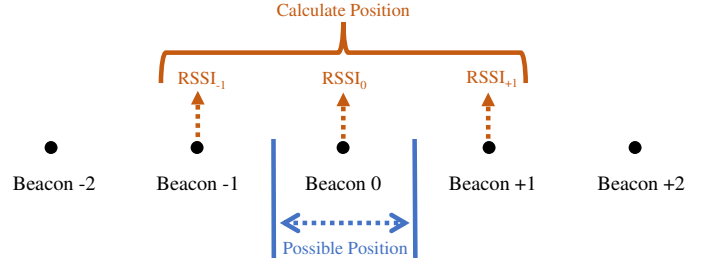 Calculate Position
RSSI-1 RSSI0 RSSI+1
Beacon -2 Beacon -1 Beacon 0 Beacon +1 Beacon +2
Possible Position